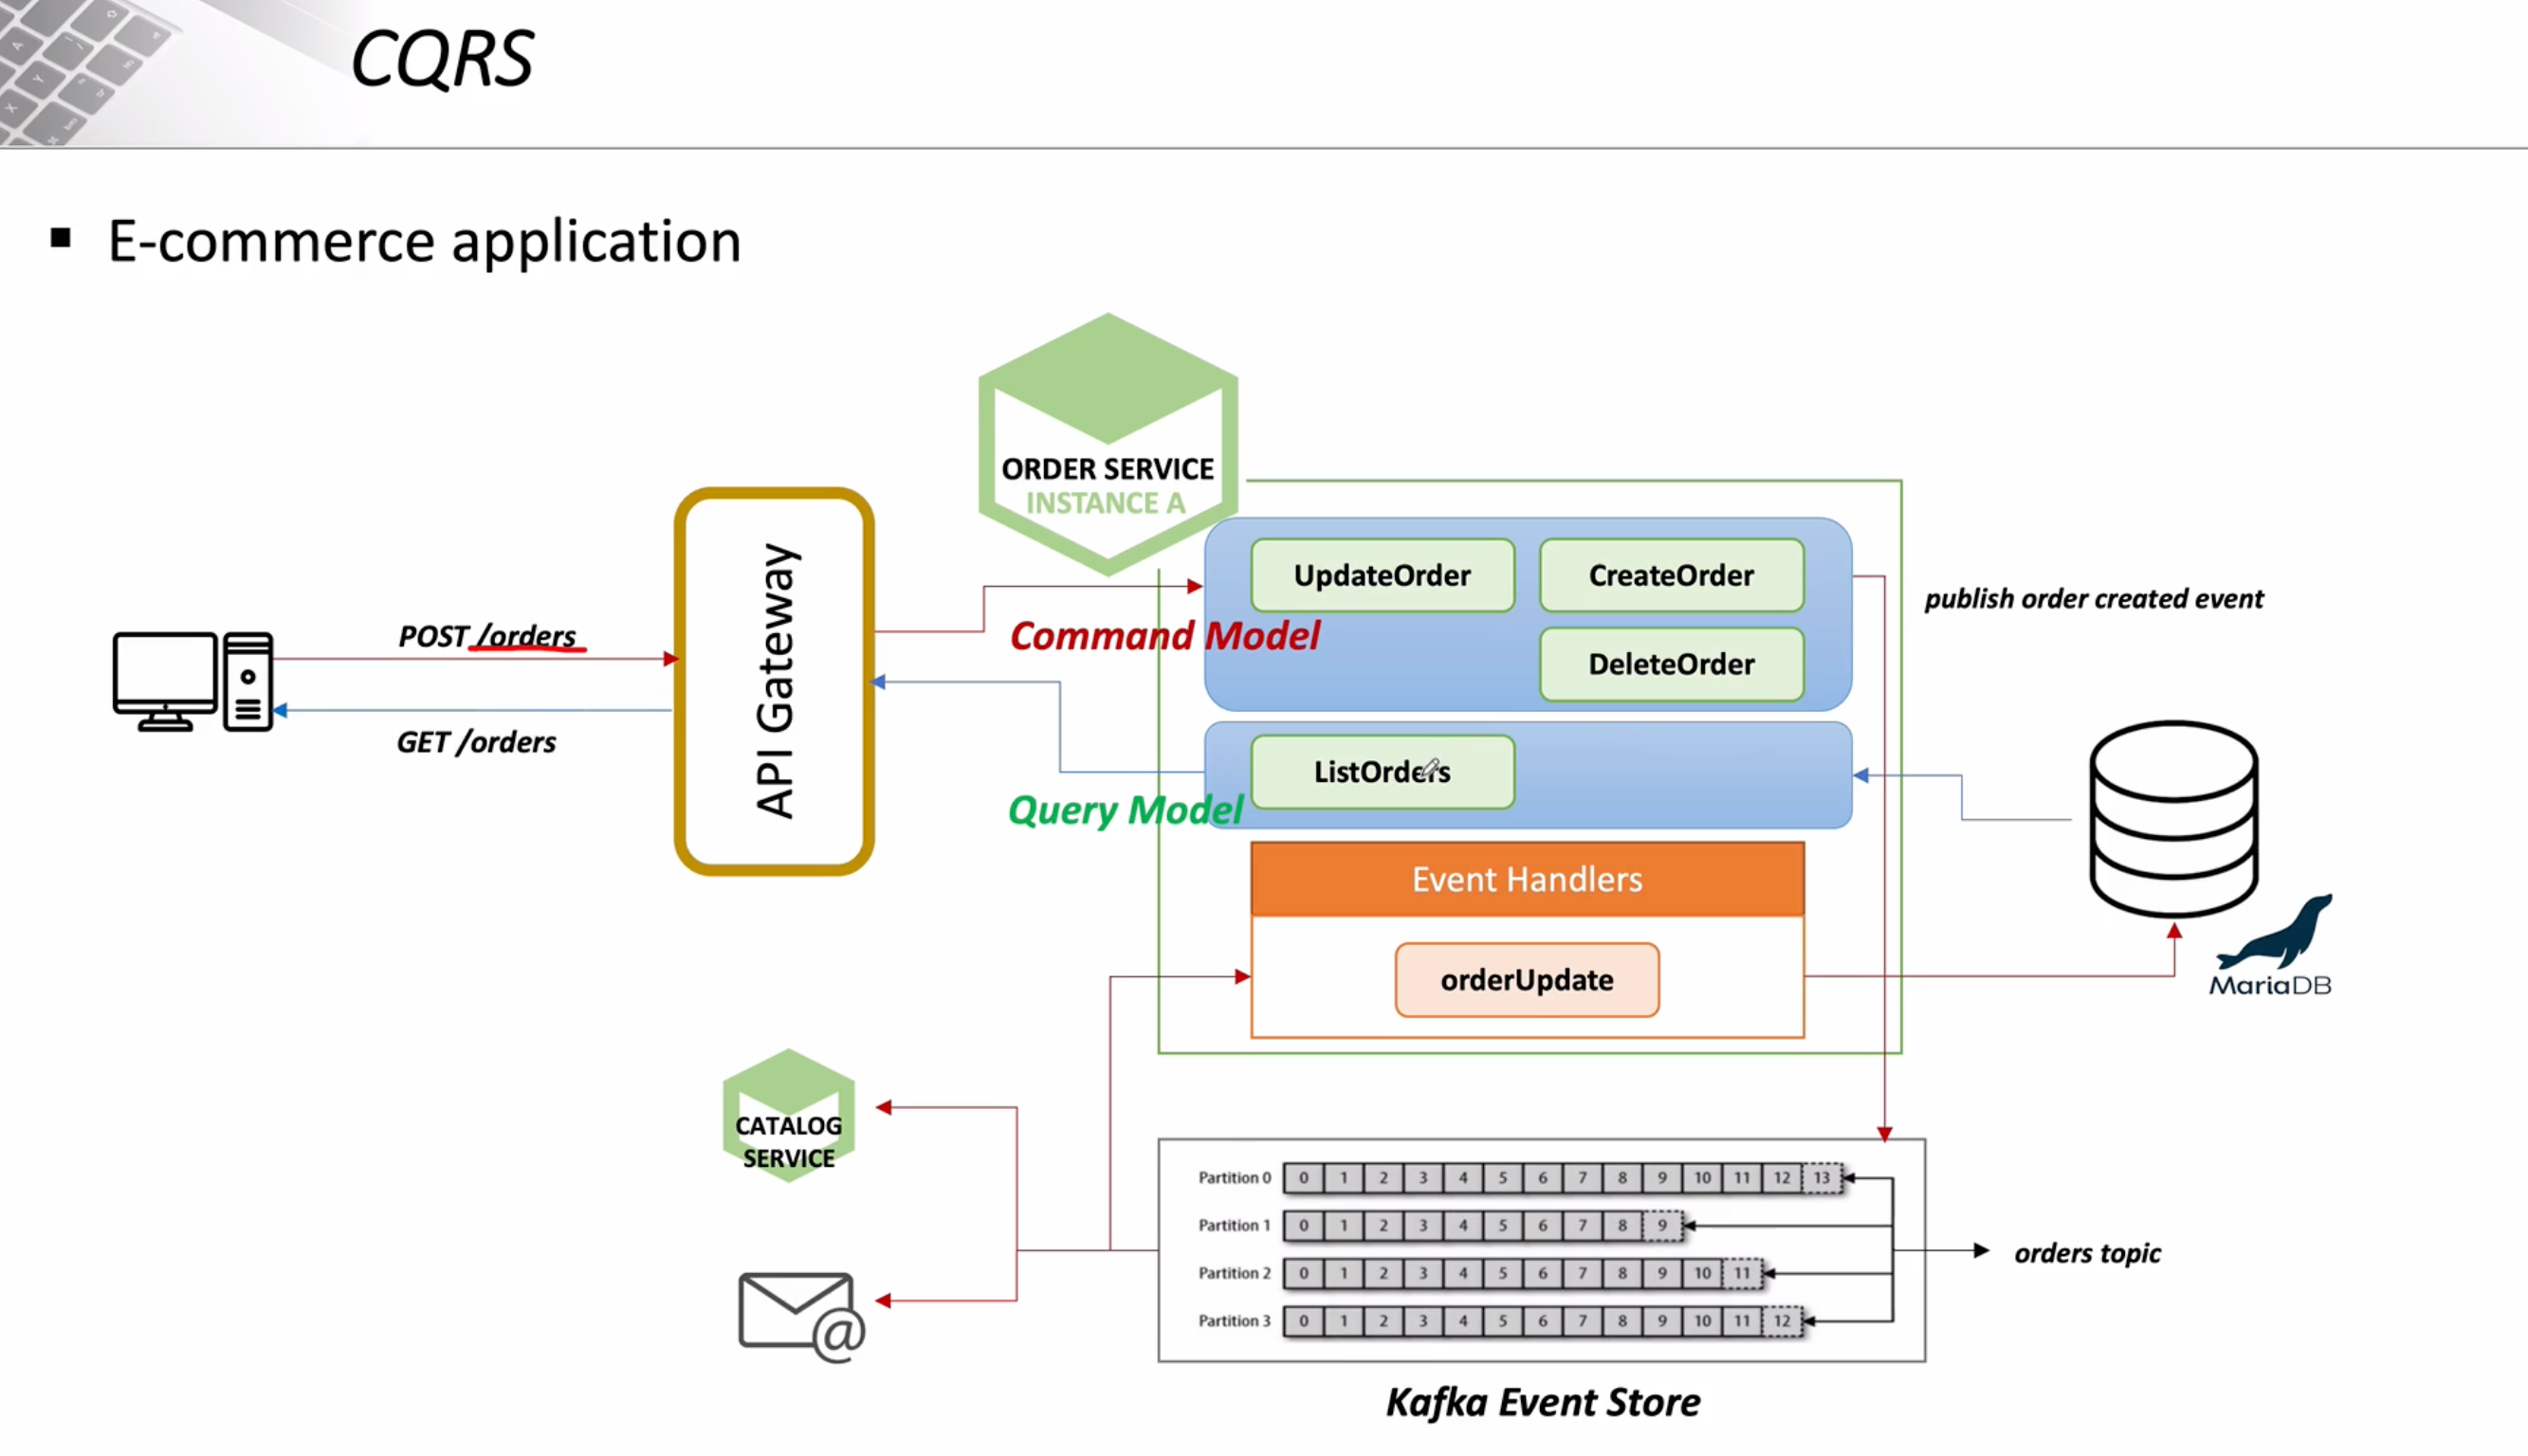 CQRS
▪ E-commerce application
ORDER SERVICE
INSTANCE A
API Gateway
POST /orders
GET /orders
Command Model
Query Model
UpdateOrder
CreateOrder
DeleteOrder
ListOrders
publish order created event
Event Handlers
orderUpdate
MariaDB
CATALOG
SERVICE
@
Partition 0 0 1 2 3 4 5 6 7 8 9 10 11 12 13
Partition 1 0 1 2 3 4 5 6 7 8 9
Partition 2 0 1 2 3 4 5 6 7 8 9 10 11
Partition 3 0 1 2 3 4 5 6 7 8 9 10 11 12
orders topic
Kafka Event Store